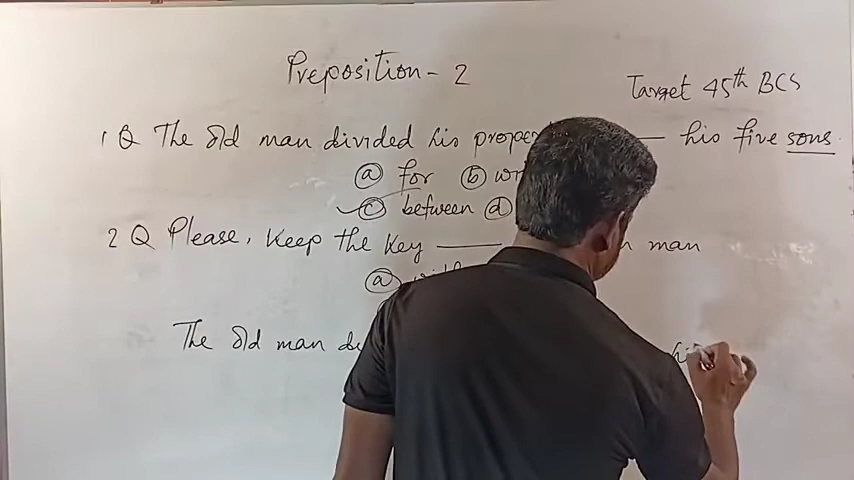 Preposition - 2
Target 45th BCS
1 Q The old man divided his proper — his five sons.
(a) for (b)
(c) between (d)
2 Q Please, keep the key — man
(a)
The old man